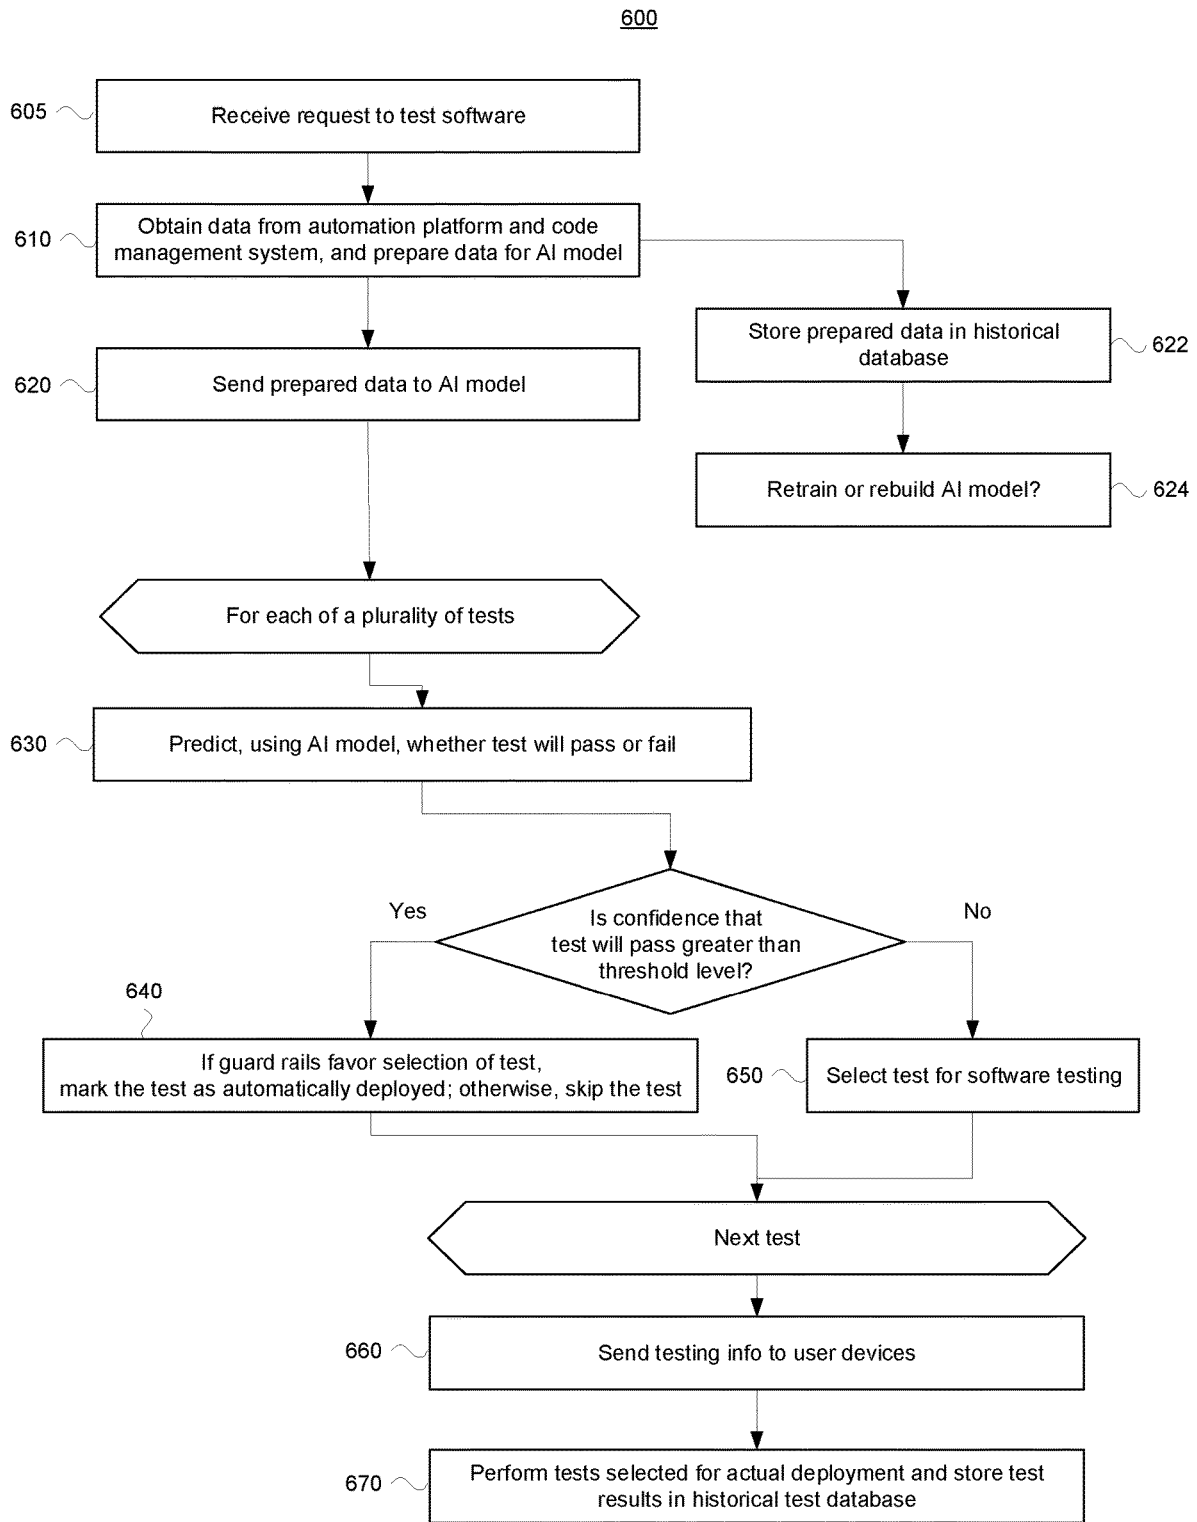 600
605
Receive request to test software
610
Obtain data from automation platform and code
management system, and prepare data for AI model
Store prepared data in historical
database
622
620
Send prepared data to AI model
Retrain or rebuild AI model?
624
For each of a plurality of tests
630
Predict, using AI model, whether test will pass or fail
Yes
Is confidence that
test will pass greater than
threshold level?
No
640
If guard rails favor selection of test,
mark the test as automatically deployed; otherwise, skip the test
650
Select test for software testing
Next test
660
Send testing info to user devices
670
Perform tests selected for actual deployment and store test
results in historical test database